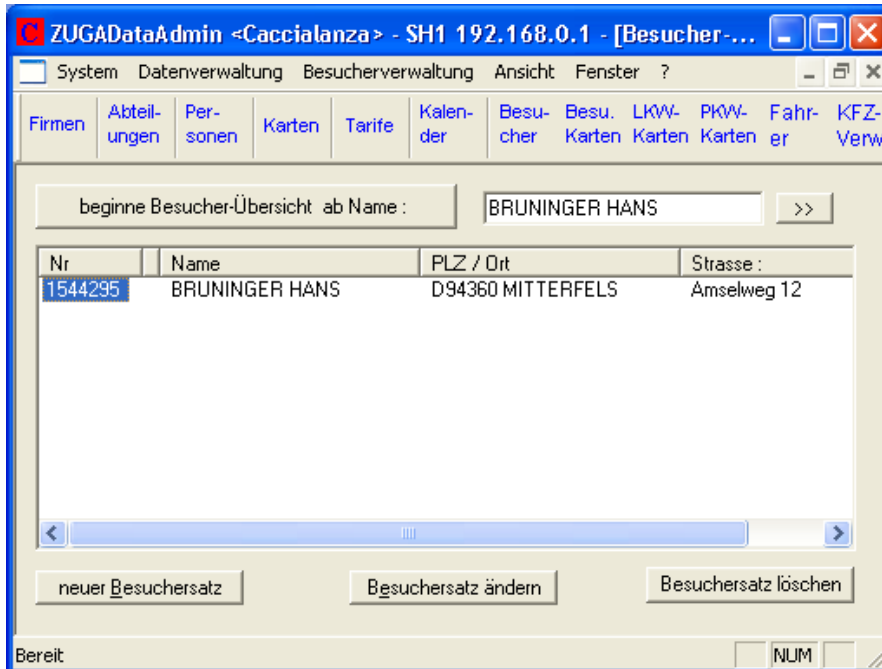 C ZUGADataAdmin <Caccialanza> - SH1 192.168.0.1 - [Besucher-...
System Datenverwaltung Besucherverwaltung Ansicht Fenster ?
Firmen
Abteil-
ungen
Per-
sonen
Karten
Tarife
Kalen-
der
Besu-
cher
Besu.
Karten
LKW-
Karten
PKW-
Karten
Fahr-
er
KFZ-
Verw
beginne Besucher-Übersicht ab Name :
BRUNINGER HANS
>>
Nr Name PLZ / Ort Strasse :
1544295 BRUNINGER HANS D94360 MITTERFELS Amselweg 12
neuer Besuchersatz
Besuchersatz ändern
Besuchersatz löschen
Bereit
NUM